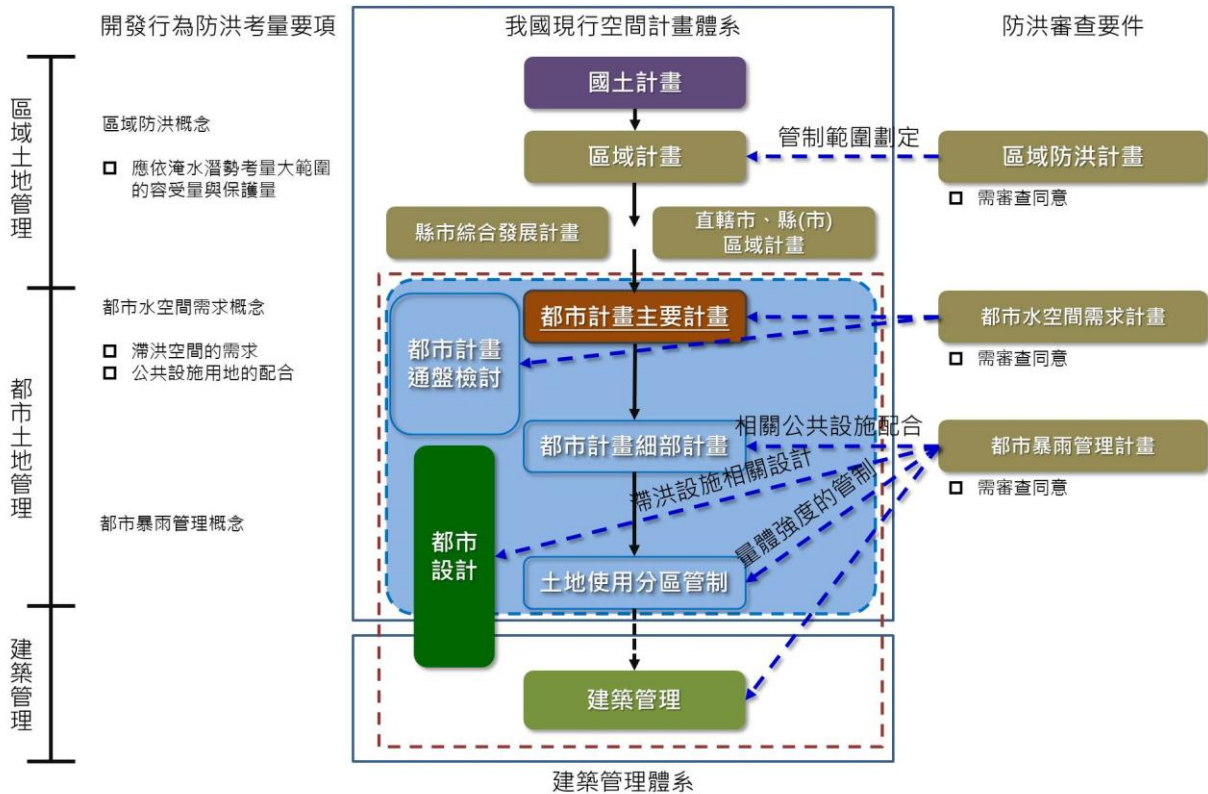 開發行為防洪考量要項
我國現行空間計畫體系
防洪審查要件
區域土地管理
國土計畫
區域防洪概念
應依淹水潛勢考量大範圍
的容受量與保護量
區域計畫
管制範圍劃定
區域防洪計畫
需審查同意
縣市綜合發展計畫
直轄市、縣(市)
區域計畫
都市土地管理
都市水空間需求概念
滯洪空間的需求
公共設施用地的配合
都市計畫
通盤檢討
都市計畫主要計畫
都市水空間需求計畫
需審查同意
都市計畫細部計畫
相關公共設施配合
都市暴雨管理計畫
需審查同意
滯洪設施相關設計
量體強度的管制
都市暴雨管理概念
都市
設計
土地使用分區管制
建築管理
建築管理
建築管理體系